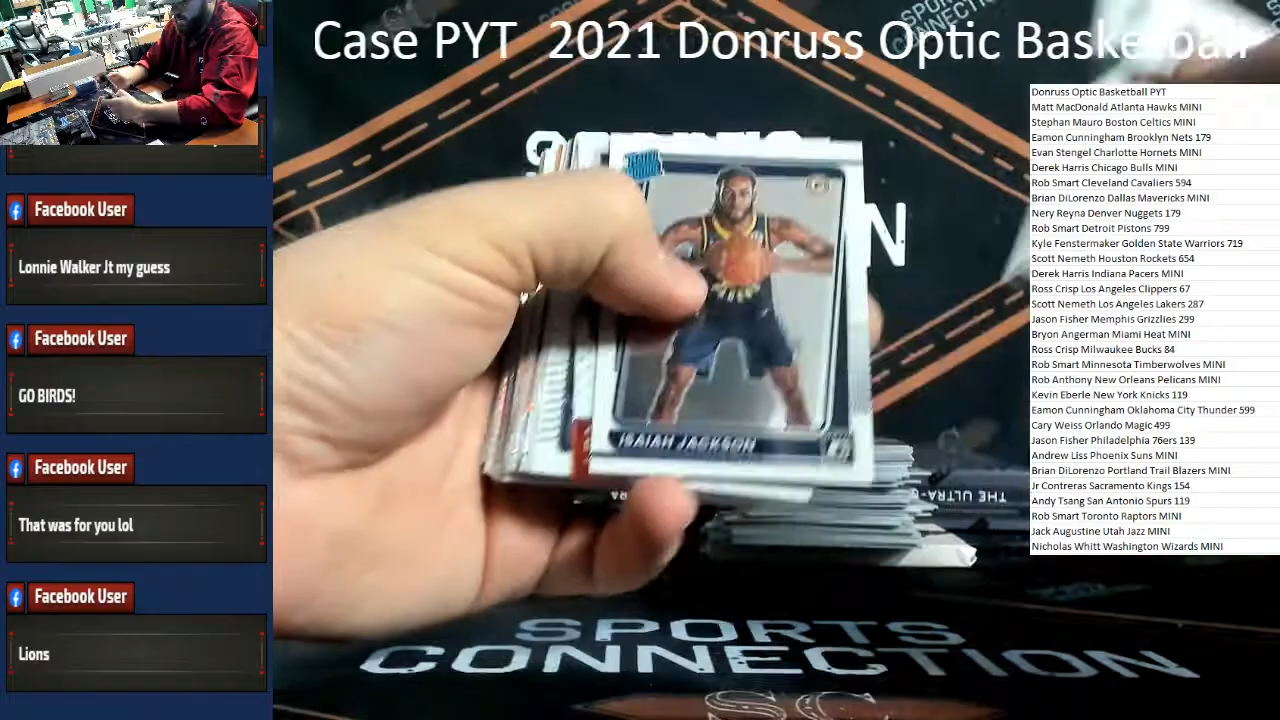 Case PYT 2021 Donruss Optic Basketball
Facebook User
Lonnie Walker Jt my guess
Facebook User
GO BIRDS!
Facebook User
That was for you lol
Facebook User
Lions
ISAIAH JACKSON
THE ULTRA-
SPORTS
CONNECTION
SC
Donruss Optic Basketball PYT
Matt MacDonald Atlanta Hawks MINI
Stephan Mauro Boston Celtics MINI
Eamon Cunningham Brooklyn Nets 179
Evan Stengel Charlotte Hornets MINI
Derek Harris Chicago Bulls MINI
Rob Smart Cleveland Cavaliers 594
Brian DiLorenzo Dallas Mavericks MINI
Nery Reyna Denver Nuggets 179
Rob Smart Detroit Pistons 799
Kyle Fenstermaker Golden State Warriors 719
Scott Nemeth Houston Rockets 654
Derek Harris Indiana Pacers MINI
Ross Crisp Los Angeles Clippers 67
Scott Nemeth Los Angeles Lakers 287
Jason Fisher Memphis Grizzlies 299
Bryon Angerman Miami Heat MINI
Ross Crisp Milwaukee Bucks 84
Rob Smart Minnesota Timberwolves MINI
Rob Anthony New Orleans Pelicans MINI
Kevin Eberle New York Knicks 119
Eamon Cunningham Oklahoma City Thunder 599
Cary Weiss Orlando Magic 499
Jason Fisher Philadelphia 76ers 139
Andrew Liss Phoenix Suns MINI
Brian DiLorenzo Portland Trail Blazers MINI
Jr Contreras Sacramento Kings 154
Andy Tsang San Antonio Spurs 119
Rob Smart Toronto Raptors MINI
Jack Augustine Utah Jazz MINI
Nicholas Whitt Washington Wizards MINI